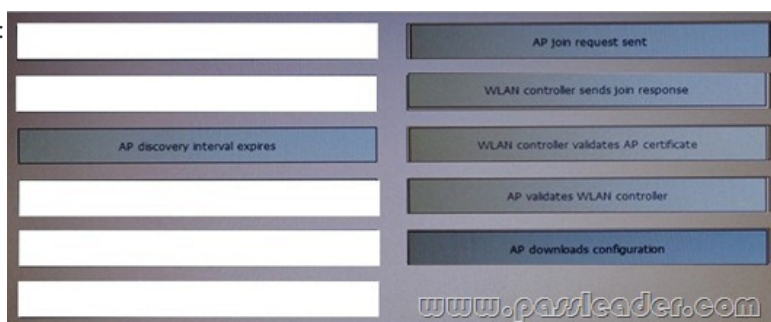 :
AP join request sent
WLAN controller sends join response
AP discovery interval expires
WLAN controller validates AP certificate
AP validates WLAN controller
AP downloads configuration
www.passleader.com